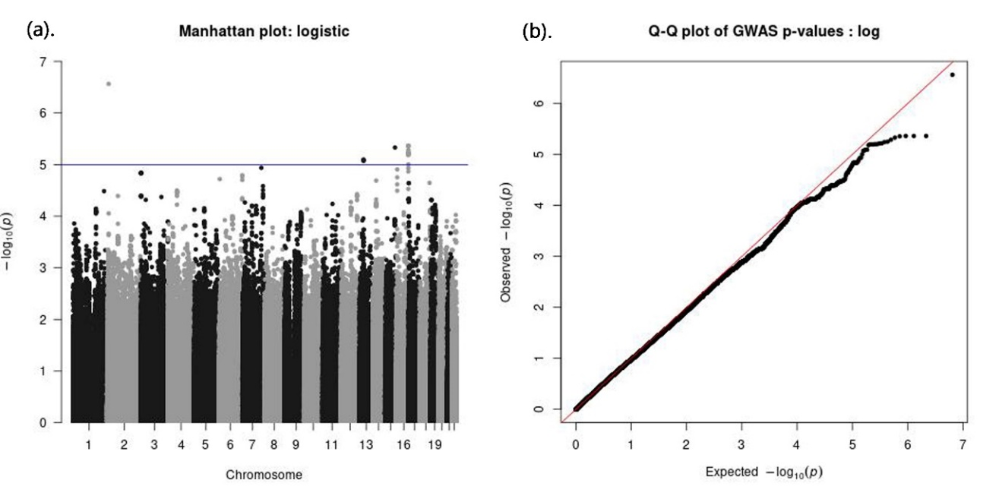 (a).
Manhattan plot: logistic
7
6
5
4
3
2
1
0
− log10(p)
1 2 3 4 5 6 7 8 9 11 13 16 19
Chromosome
(b).
Q-Q plot of GWAS p-values : log
6
5
4
3
2
1
0
Observed −log10(p)
0 1 2 3 4 5 6 7
Expected −log10(p)